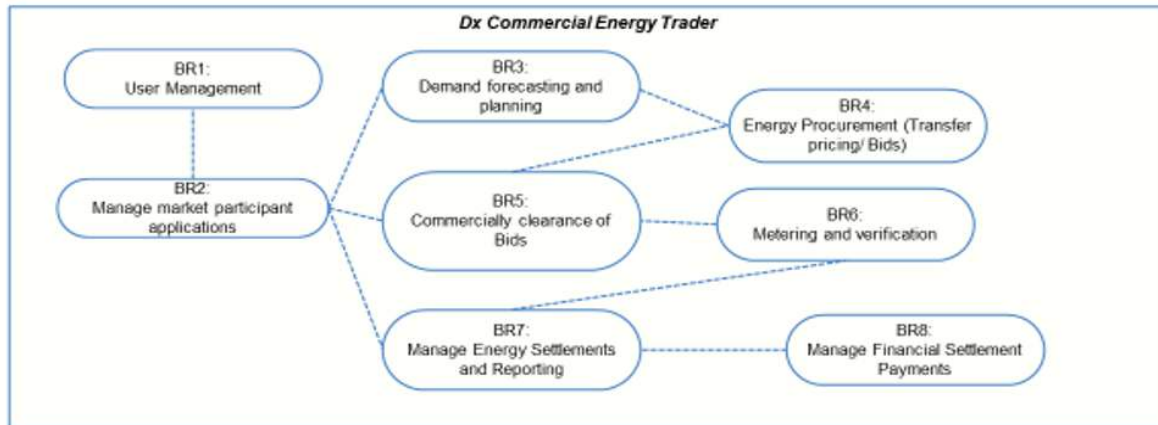 Dx Commercial Energy Trader
BR1:
User Management
BR2:
Manage market participant
applications
BR3:
Demand forecasting and
planning
BR4:
Energy Procurement (Transfer
pricing/ Bids)
BR5:
Commercially clearance of
Bids
BR6:
Metering and verification
BR7:
Manage Energy Settlements
and Reporting
BR8:
Manage Financial Settlement
Payments